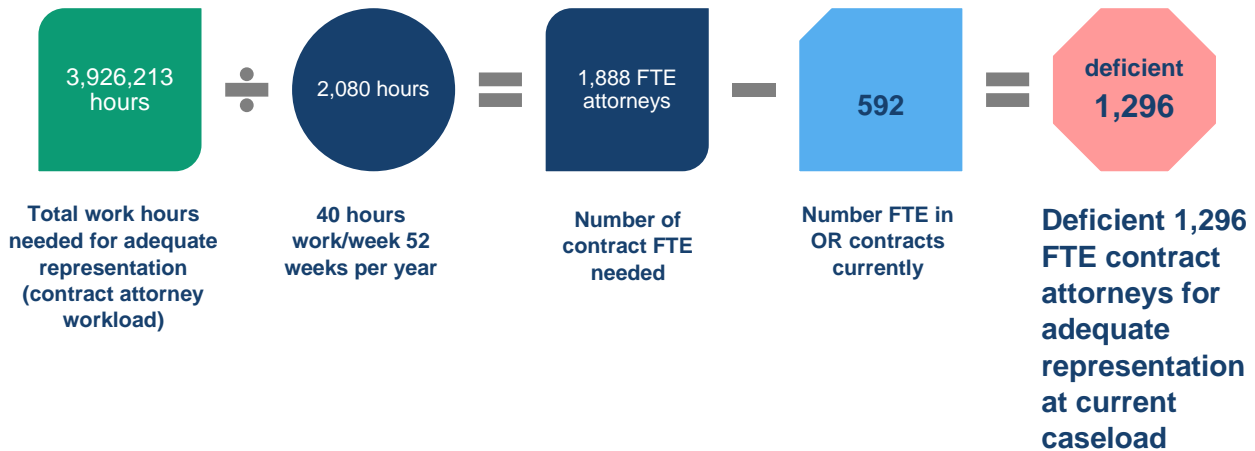 3,926,213
hours
2,080 hours
1,888 FTE
attorneys
592
deficient
1,296
Total work hours
needed for adequate
representation
(contract attorney
workload)
40 hours
work/week 52
weeks per year
Number of
contract FTE
needed
Number FTE in
OR contracts
currently
Deficient 1,296
FTE contract
attorneys for
adequate
representation
at current
caseload